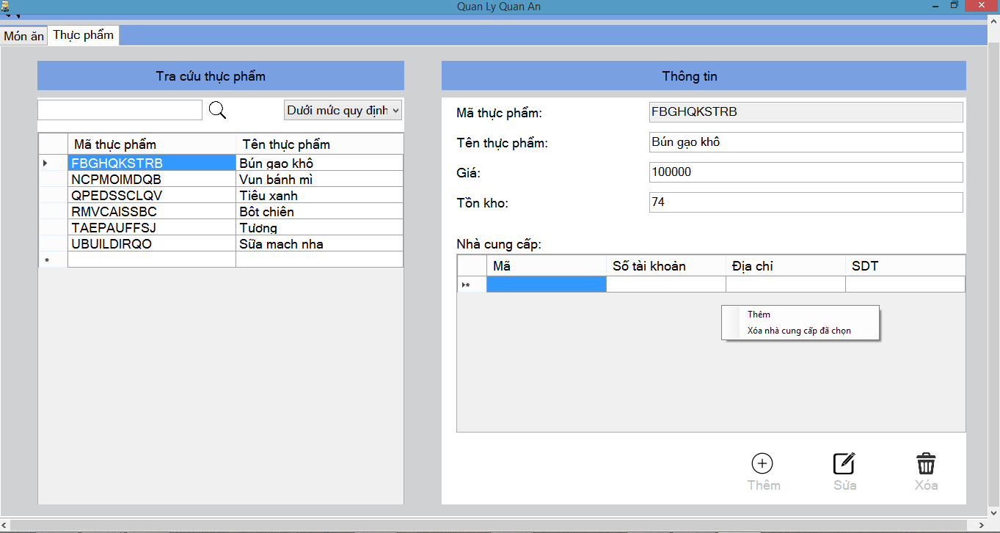 Quan Ly Quan An
Món ăn Thực phẩm
Tra cứu thực phẩm
Dưới mức quy định
Mã thực phẩm Tên thực phẩm
FBGHQKSTRB Bún gạo khô
NCPMOIMDQB Vun bánh mì
QPEDSSCLQV Tiêu xanh
RMVCAISSBC Bột chiên
TAEPAUFFSJ Tương
UBUILDIRQO Sữa mạch nha
*
Thông tin
Mã thực phẩm: FBGHQKSTRB
Tên thực phẩm: Bún gạo khô
Giá: 100000
Tồn kho: 74
Nhà cung cấp:
Mã Số tài khoản Địa chỉ SDT
*
Thêm
Xóa nhà cung cấp đã chọn
Thêm Sửa Xóa